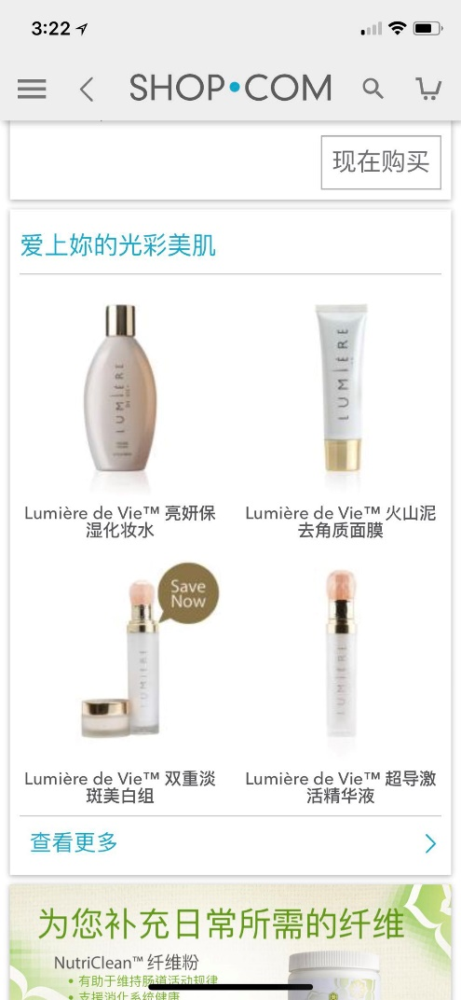 3:22
SHOP•COM
现在购买
爱上妳的光彩美肌
LUMIÈRE
DE VIE
LUMIÈRE
Lumière de Vie™ 亮妍保
湿化妆水
Lumière de Vie™ 火山泥
去角质面膜
Save
Now
LUMIÈRE
LUMIÈRE
Lumière de Vie™ 双重淡
斑美白组
Lumière de Vie™ 超导激
活精华液
查看更多
为您补充日常所需的纤维
NutriClean™ 纤维粉
• 有助于维持肠道活动规律
• 支援消化系统健康